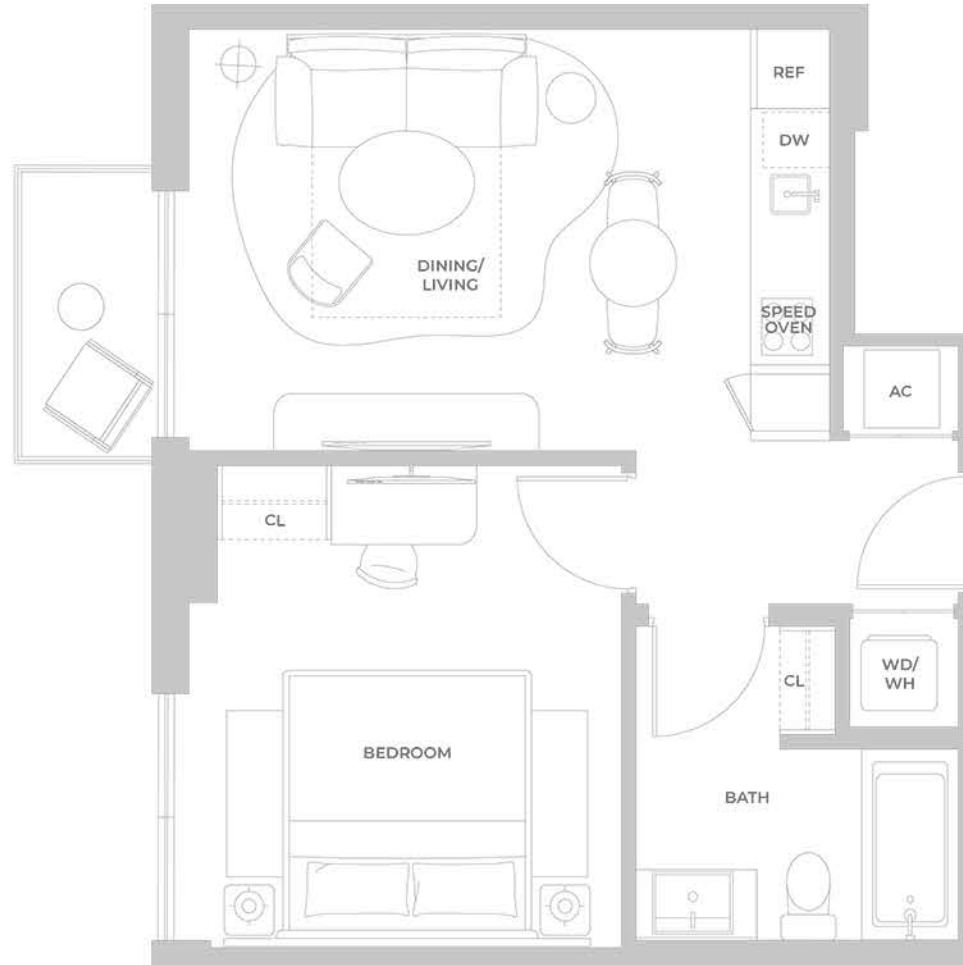 REF
DW
DINING/
LIVING
SPEED
OVEN
AC
CL
CL
WD/
WH
BEDROOM
BATH